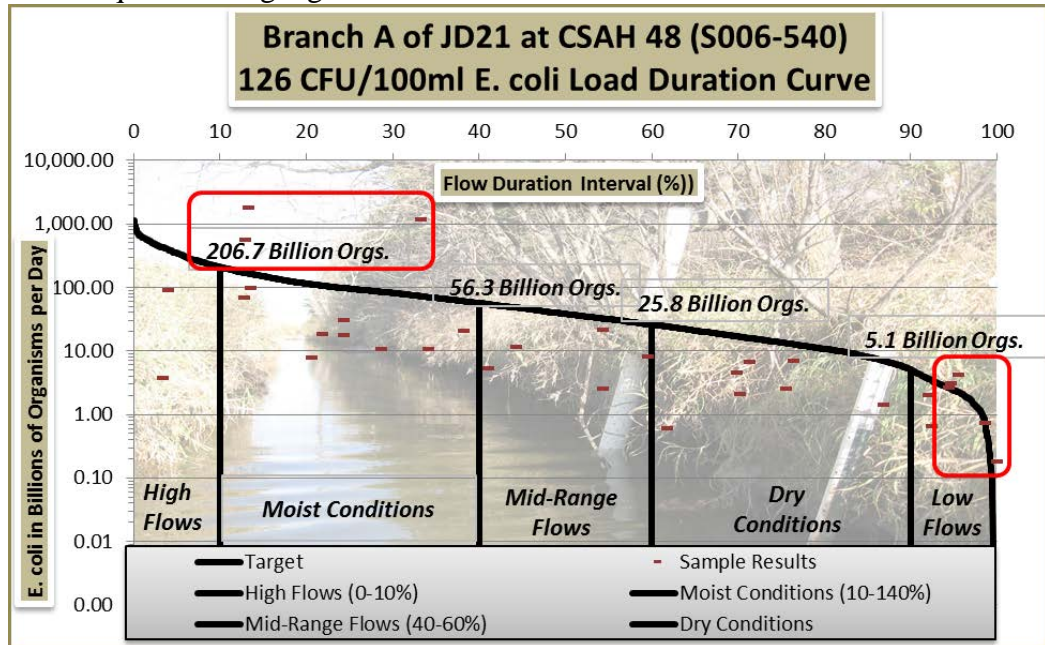 Branch A of JD21 at CSAH 48 (S006-540)
126 CFU/100ml E. coli Load Duration Curve
0 10 20 30 40 50 60 70 80 90 100
Flow Duration Interval (%))
E. coli in Billions of Organisms per Day
10,000.00
1,000.00
100.00
10.00
1.00
0.10
0.01
0.00
206.7 Billion Orgs.
56.3 Billion Orgs.
25.8 Billion Orgs.
5.1 Billion Orgs.
High
Flows
Moist Conditions
Mid-Range
Flows
Dry
Conditions
Low
Flows
Target
Sample Results
High Flows (0-10%)
Moist Conditions (10-140%)
Mid-Range Flows (40-60%)
Dry Conditions